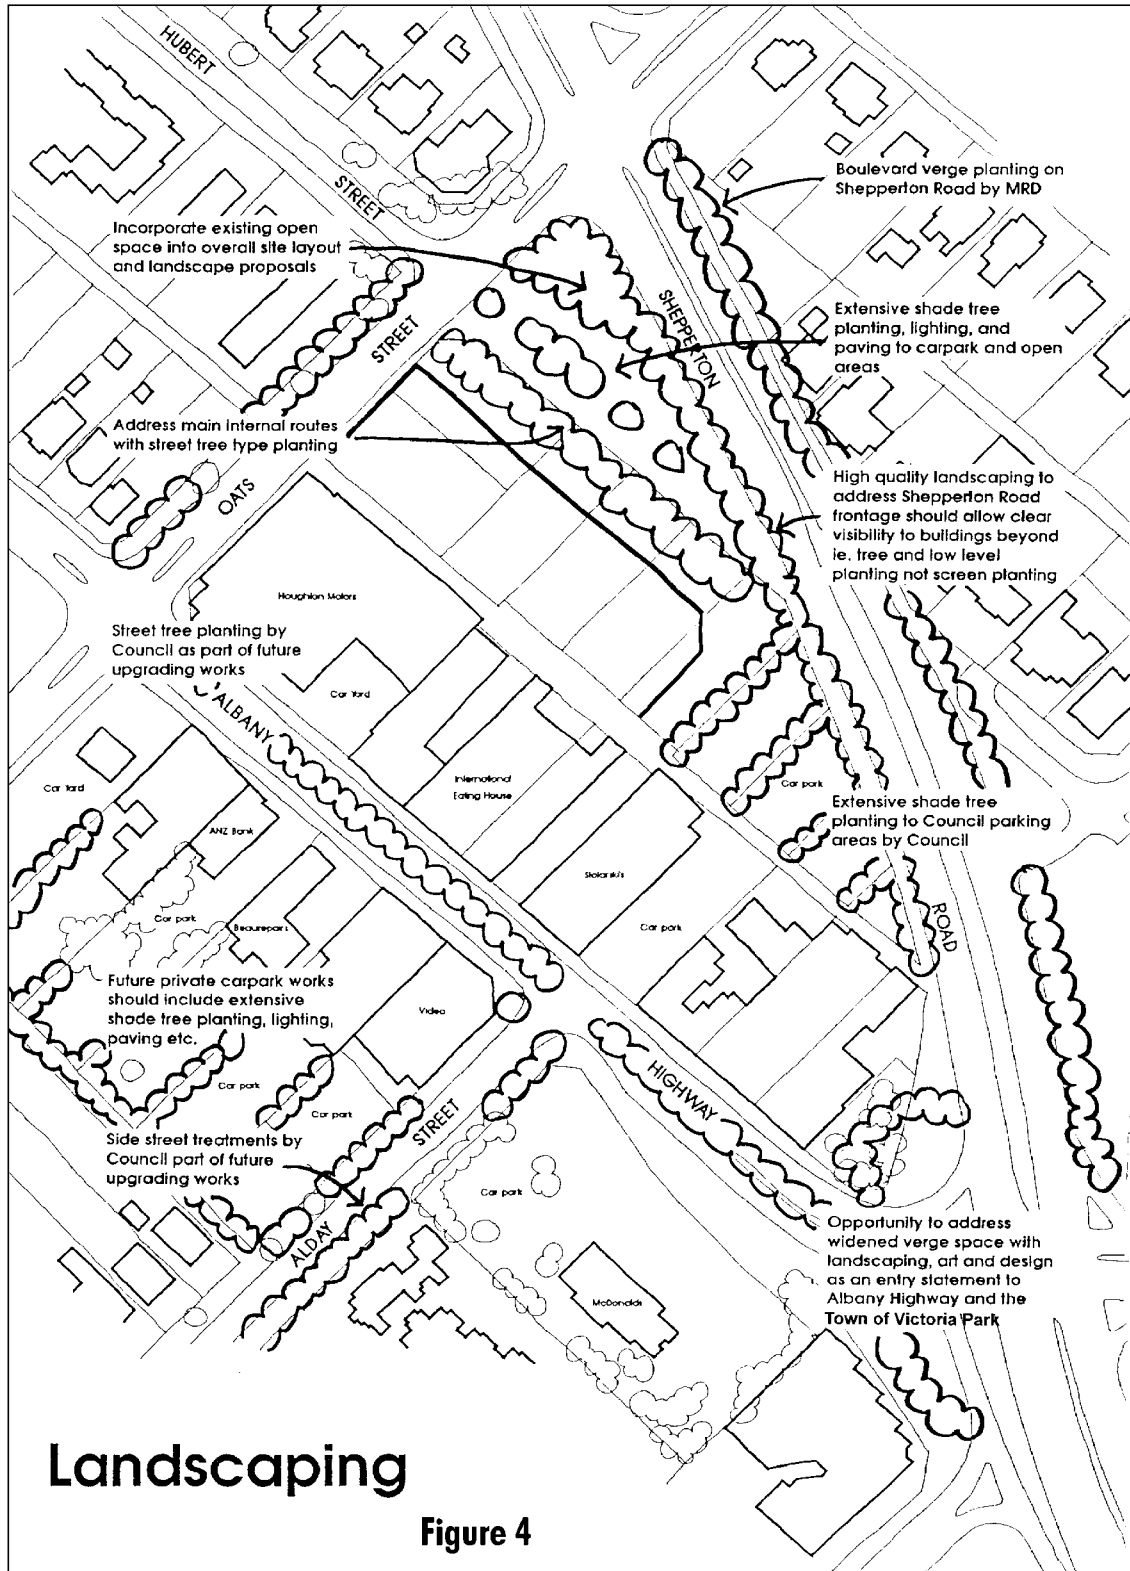 HUBERT
STREET
Boulevard verge planting on
Shepperton Road by MRD
Incorporate existing open
space into overall site layout
and landscape proposals
SHEPPERTON
STREET
Extensive shade tree
planting, lighting, and
paving to carpark and open
areas
Address main internal routes
with street tree type planting
OATS
High quality landscaping to
address Shepperton Road
frontage should allow clear
visibility to buildings beyond
ie. tree and low level
planting not screen planting
Houghton Motors
Street tree planting by
Council as part of future
upgrading works
Car Yard
ALBANY
International
Eating House
Car Yard
Car park
Extensive shade tree
planting to Council parking
areas by Council
ANZ Bank
Stolarski's
Car park
Beaurepairs
Car park
ROAD
Future private carpark works
should include extensive
shade tree planting, lighting,
paving etc.
Video
Car park
Car park
HIGHWAY
STREET
Side street treatments by
Council part of future
upgrading works
Car park
ALDAY
Opportunity to address
widened verge space with
landscaping, art and design
as an entry statement to
Albany Highway and the
Town of Victoria Park
McDonalds
Landscaping
Figure 4